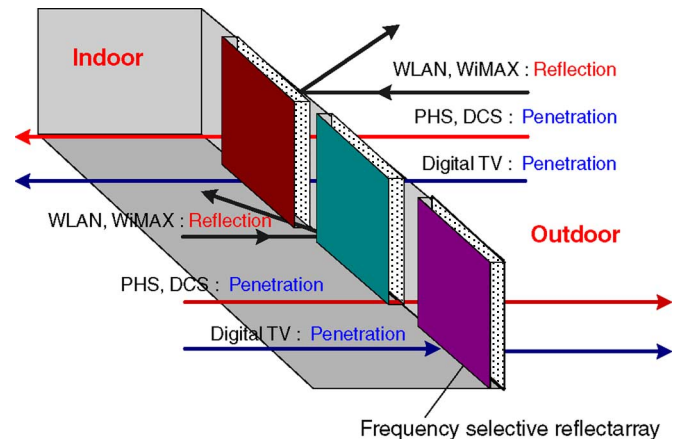 Indoor
WLAN, WiMAX : Reflection
PHS, DCS : Penetration
Digital TV : Penetration
WLAN, WiMAX : Reflection
Outdoor
PHS, DCS : Penetration
Digital TV : Penetration
Frequency selective reflectarray